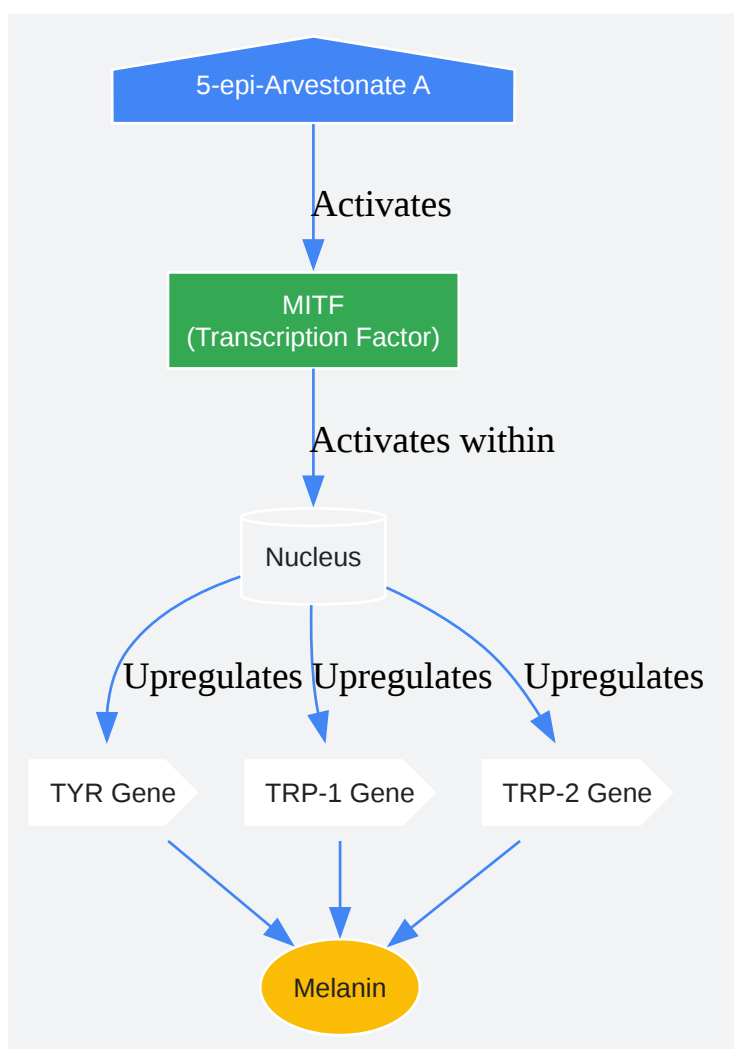 5-epi-Arvestonate A
Activates
MITF
(Transcription Factor)
Activates within
Nucleus
Upregulates
Upregulates
Upregulates
TYR Gene
TRP-1 Gene
TRP-2 Gene
Melanin